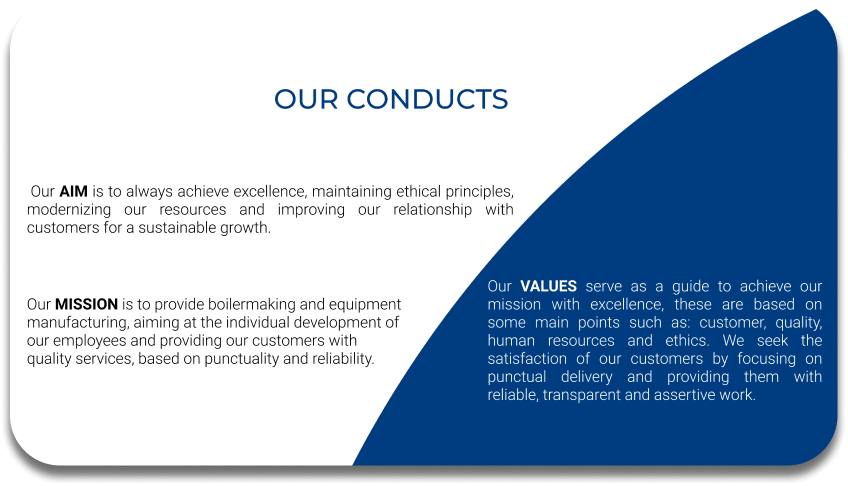 OUR CONDUCTS
Our AIM is to always achieve excellence, maintaining ethical principles,
modernizing our resources and improving our relationship with
customers for a sustainable growth.
Our MISSION is to provide boilermaking and equipment
manufacturing, aiming at the individual development of
our employees and providing our customers with
quality services, based on punctuality and reliability.
Our VALUES serve as a guide to achieve our
mission with excellence, these are based on
some main points such as: customer, quality,
human resources and ethics. We seek the
satisfaction of our customers by focusing on
punctual delivery and providing them with
reliable, transparent and assertive work.